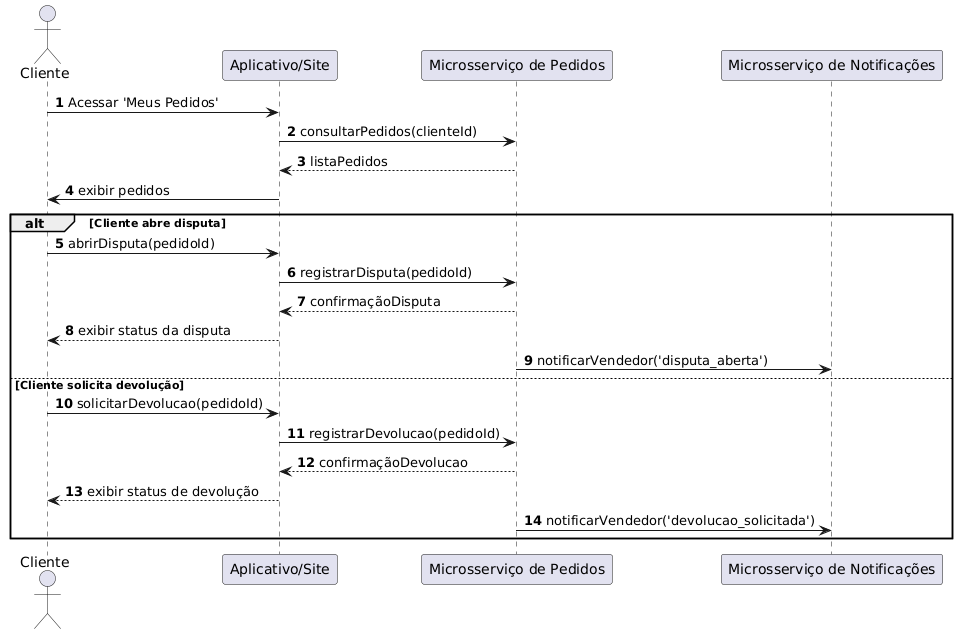 Cliente
Aplicativo/Site
Microsserviço de Pedidos
Microsserviço de Notificações
1 Acessar 'Meus Pedidos'
2 consultarPedidos(clienteId)
3 listaPedidos
4 exibir pedidos
alt [Cliente abre disputa]
5 abrirDisputa(pedidoId)
6 registrarDisputa(pedidoId)
7 confirmaçãoDisputa
8 exibir status da disputa
9 notificarVendedor('disputa_aberta')
[Cliente solicita devolução]
10 solicitarDevolucao(pedidoId)
11 registrarDevolucao(pedidoId)
12 confirmaçãoDevolucao
13 exibir status de devolução
14 notificarVendedor('devolucao_solicitada')
Cliente
Aplicativo/Site
Microsserviço de Pedidos
Microsserviço de Notificações